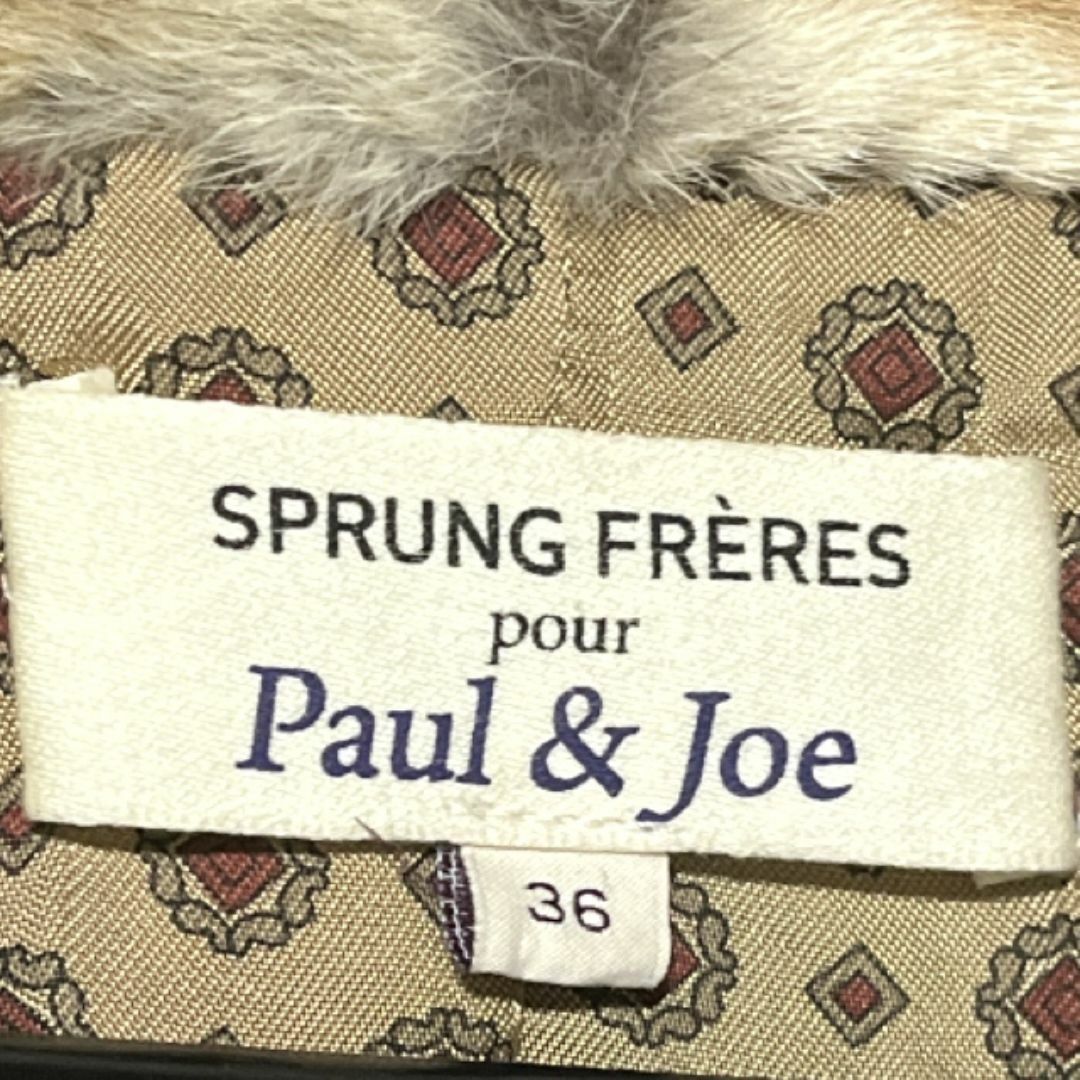 SPRUNG FRÈRES
pour
Paul & Joe
36